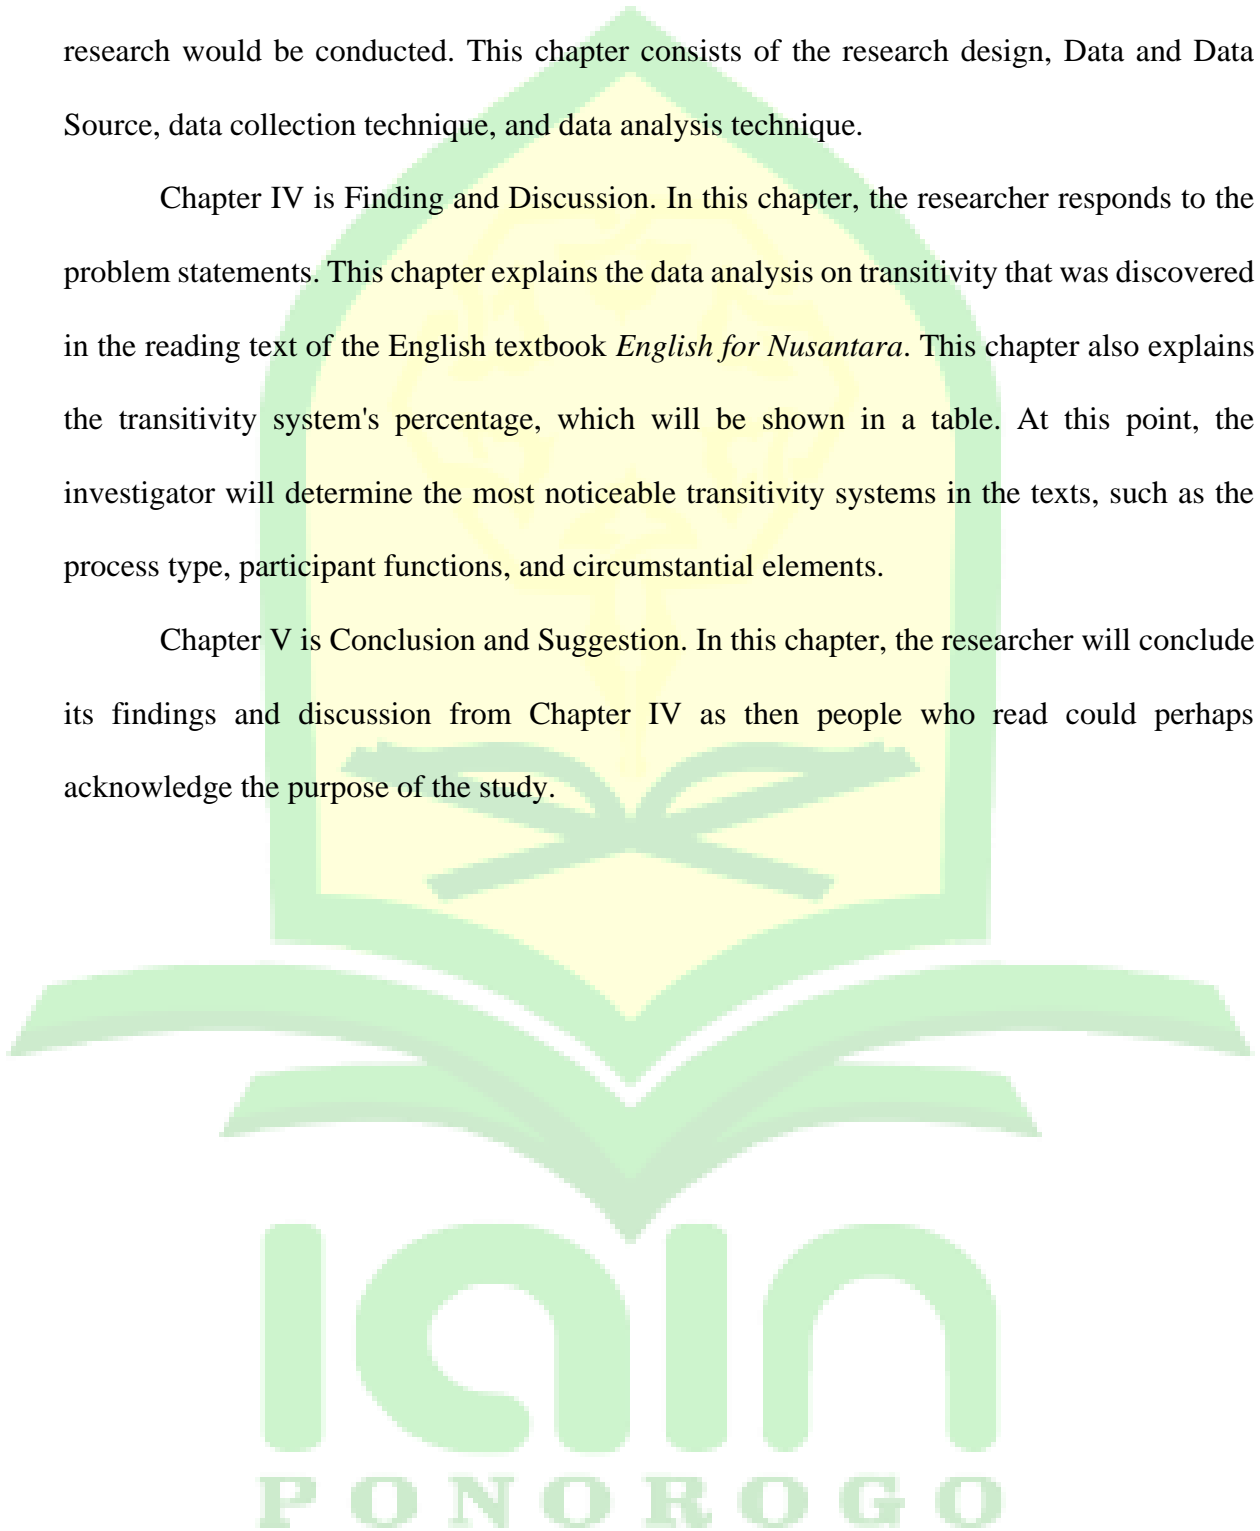 research would be conducted. This chapter consists of the research design, Data and Data
Source, data collection technique, and data analysis technique.
Chapter IV is Finding and Discussion. In this chapter, the researcher responds to the
problem statements. This chapter explains the data analysis on transitivity that was discovered
in the reading text of the English textbook English for Nusantara. This chapter also explains
the transitivity system's percentage, which will be shown in a table. At this point, the
investigator will determine the most noticeable transitivity systems in the texts, such as the
process type, participant functions, and circumstantial elements.
Chapter V is Conclusion and Suggestion. In this chapter, the researcher will conclude
its findings and discussion from Chapter IV as then people who read could perhaps
acknowledge the purpose of the study.
iain
PONOROGO